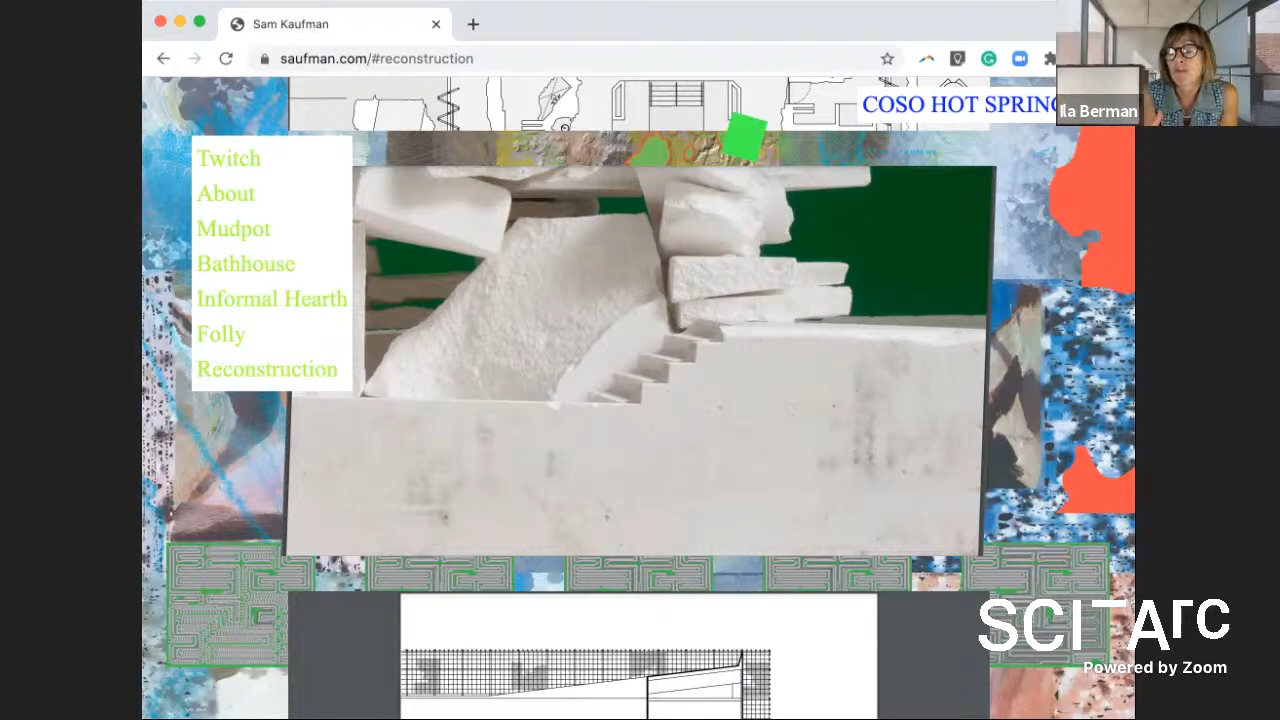 Sam Kaufman
saufman.com/#reconstruction
COSO HOT SPRING
Ila Berman
Twitch
About
Mudpot
Bathhouse
Informal Hearth
Folly
Reconstruction
SCI-Arc
Powered by Zoom